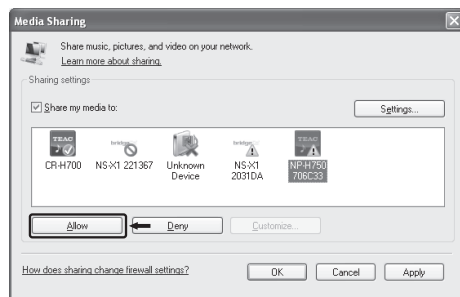 Media Sharing
Share music, pictures, and video on your network.
Learn more about sharing.
Sharing settings
Share my media to:
Settings...
TEAC
TEAC
CR-H700
NS-X1 221367
Unknown
Device
NS-X1
2031DA
NP-H750
706C33
Allow
Deny
Customize...
How does sharing change firewall settings?
OK
Cancel
Apply